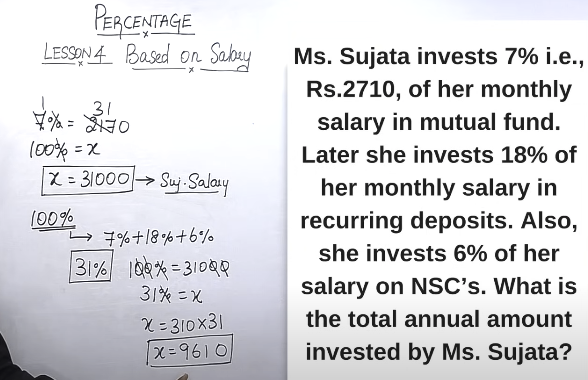 PERCENTAGE
LESSON 4 Based on Salary
1 31
7% = 2170
100% = x
x = 31000 → Suj. Salary
100%
↳ 7%+18%+6%
31% 100% = 31000
31% = x
x = 310×31
x = 9610
Ms. Sujata invests 7% i.e.,
Rs.2710, of her monthly
salary in mutual fund.
Later she invests 18% of
her monthly salary in
recurring deposits. Also,
she invests 6% of her
salary on NSC’s. What is
the total annual amount
invested by Ms. Sujata?